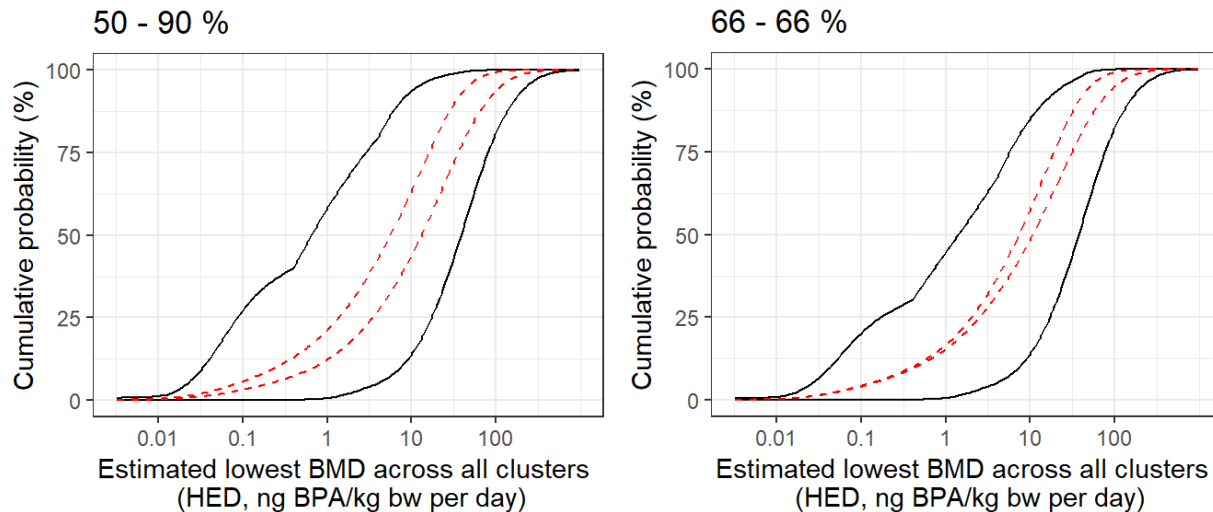 50 - 90 %
Cumulative probability (%)
100
75
50
25
0
0.01 0.1 1 10 100
Estimated lowest BMD across all clusters
(HED, ng BPA/kg bw per day)
66 - 66 %
Cumulative probability (%)
100
75
50
25
0
0.01 0.1 1 10 100
Estimated lowest BMD across all clusters
(HED, ng BPA/kg bw per day)